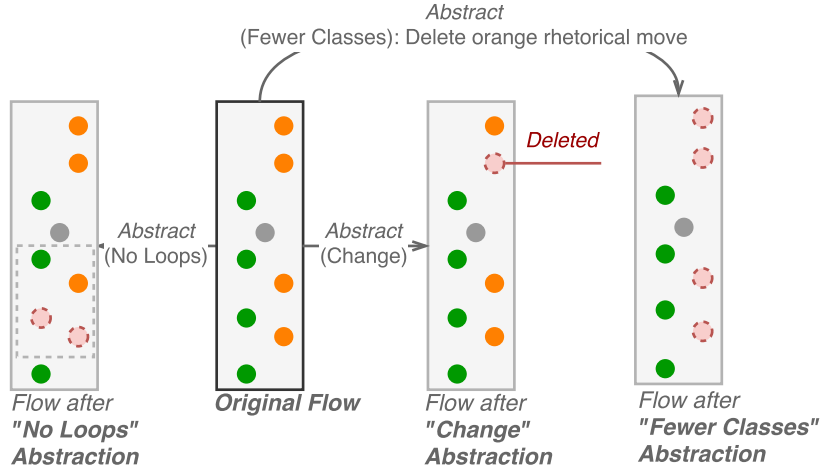 Abstract
(Fewer Classes): Delete orange rhetorical move
Deleted
Abstract
(No Loops)
Abstract
(Change)
Flow after
"No Loops"
Abstraction
Original Flow
Flow after
"Change"
Abstraction
Flow after
"Fewer Classes"
Abstraction